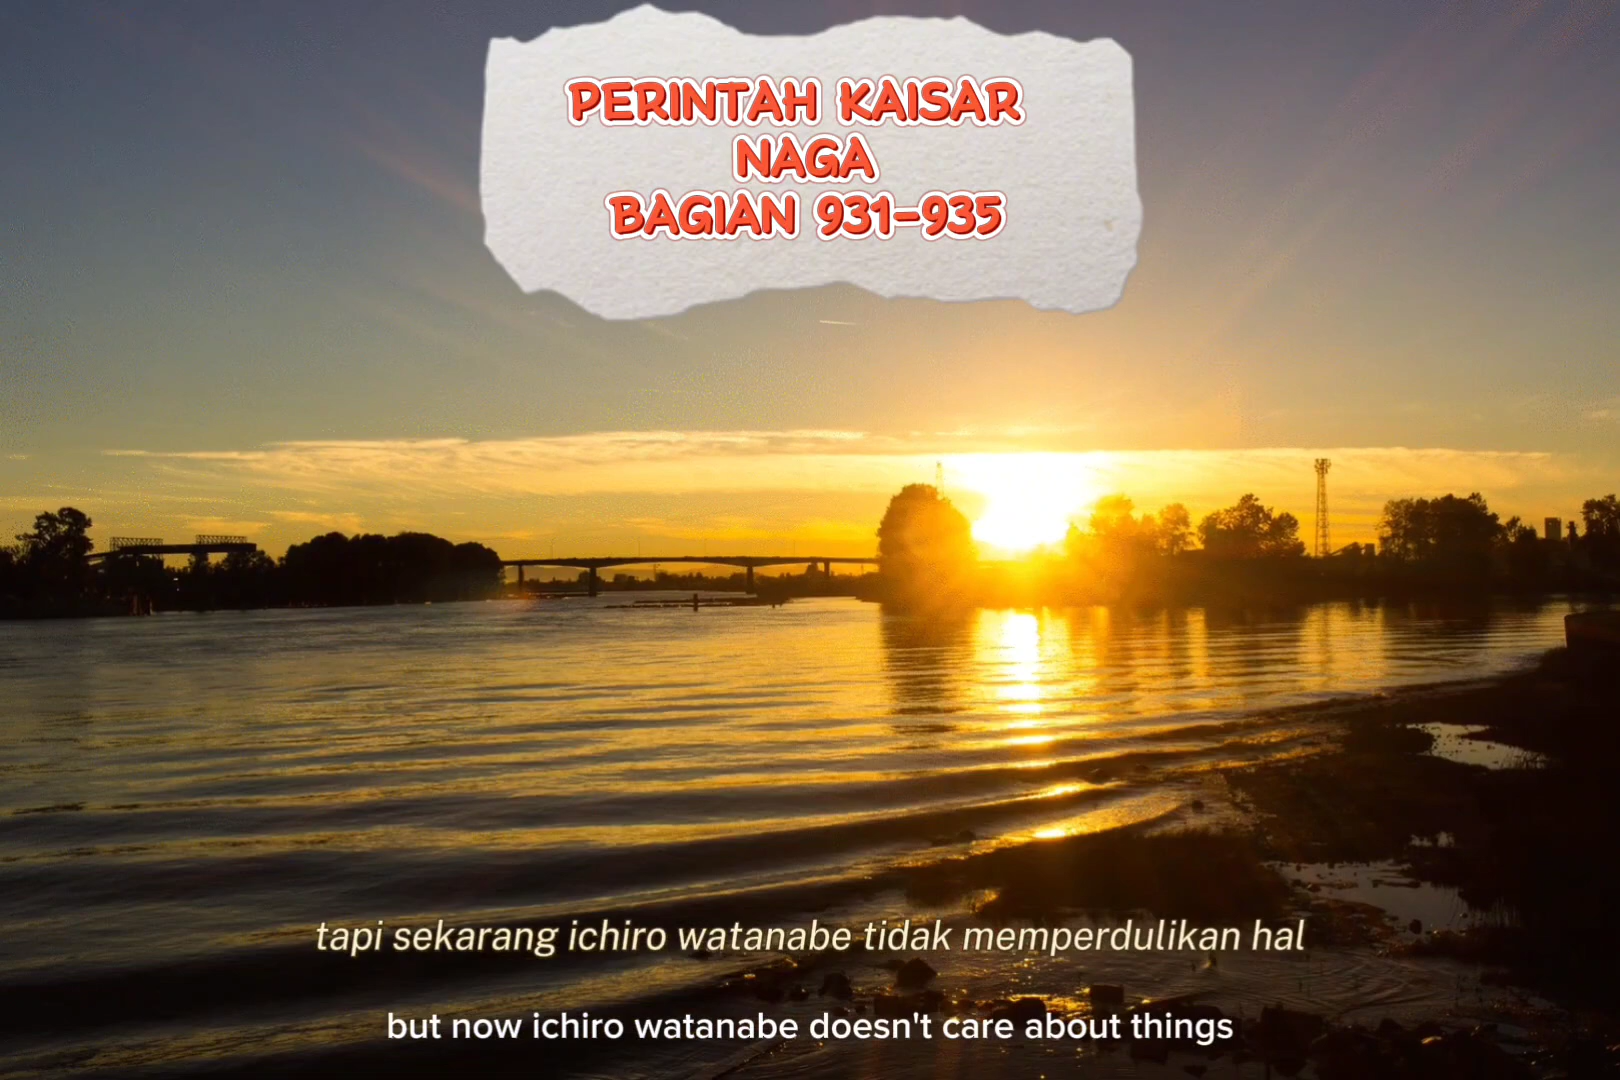 PERINTAH KAISAR
NAGA
BAGIAN 931-935
tapi sekarang ichiro watanabe tidak memperdulikan hal
but now ichiro watanabe doesn't care about things